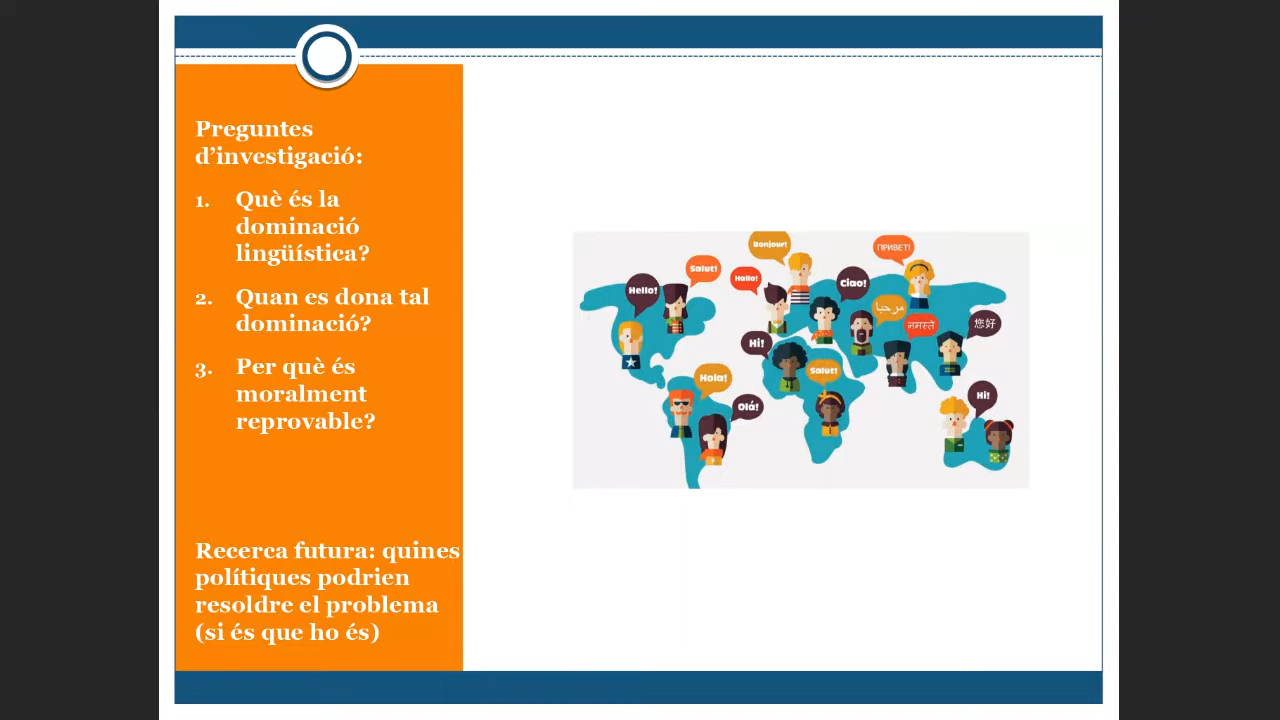 Preguntes
d'investigació:
1. Què és la
dominació
lingüística?
2. Quan es dona tal
dominació?
3. Per què és
moralment
reprovable?
Recerca futura: quines
polítiques podrien
resoldre el problema
(si és que ho és)
Bonjour!
ПРИВЕТ!
Salut!
Hallo!
Ciao!
Hello!
مرحبا
नमस्ते
您好
Hi!
Salut!
Hola!
Olá!
Hi!